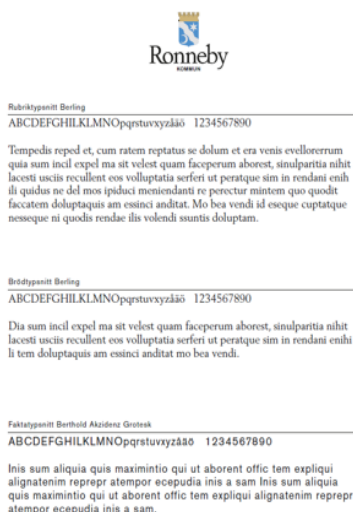 Ronneby
KOMMUN
Rubriktypsnitt Berling
ABCDEFGHILKLMNOpqrstuvxyzåäö 1234567890
Tempedis reped et, cum ratem reptatus se dolum et era venis evellorerrum
quia sum incil expel ma sit velest quam faceperum aborest, sinulparitia nihit
lacesti usciis recullent eos volluptatia serferi ut peratque sim in rendani enih
ili quidus ne del mos ipiduci meniendanti re perectur mintem quo quodit
faccatem doluptaquis am essinci anditat. Mo bea vendi id eseque cuptatque
nesseque ni quodis rendae ilis volendi ssuntis doluptam.
Brödtypsnitt Berling
ABCDEFGHILKLMNOpqrstuvxyzåäö 1234567890
Dia sum incil expel ma sit velest quam faceperum aborest, sinulparitia nihit
lacesti usciis recullent eos volluptatia serferi ut peratque sim in rendani enihi
li tem doluptaquis am essinci anditat mo bea vendi.
Faktatypsnitt Berthold Akzidenz Grotesk
ABCDEFGHILKLMNOpqrstuvxyzåäö 1234567890
Inis sum aliquia quis maximintio qui ut aborent offic tem expliqui
alignatenim reprepr atempor ecepudia inis a sam Inis sum aliquia
quis maximintio qui ut aborent offic tem expliqui alignatenim reprepr
atempor ecepudia inis a sam.